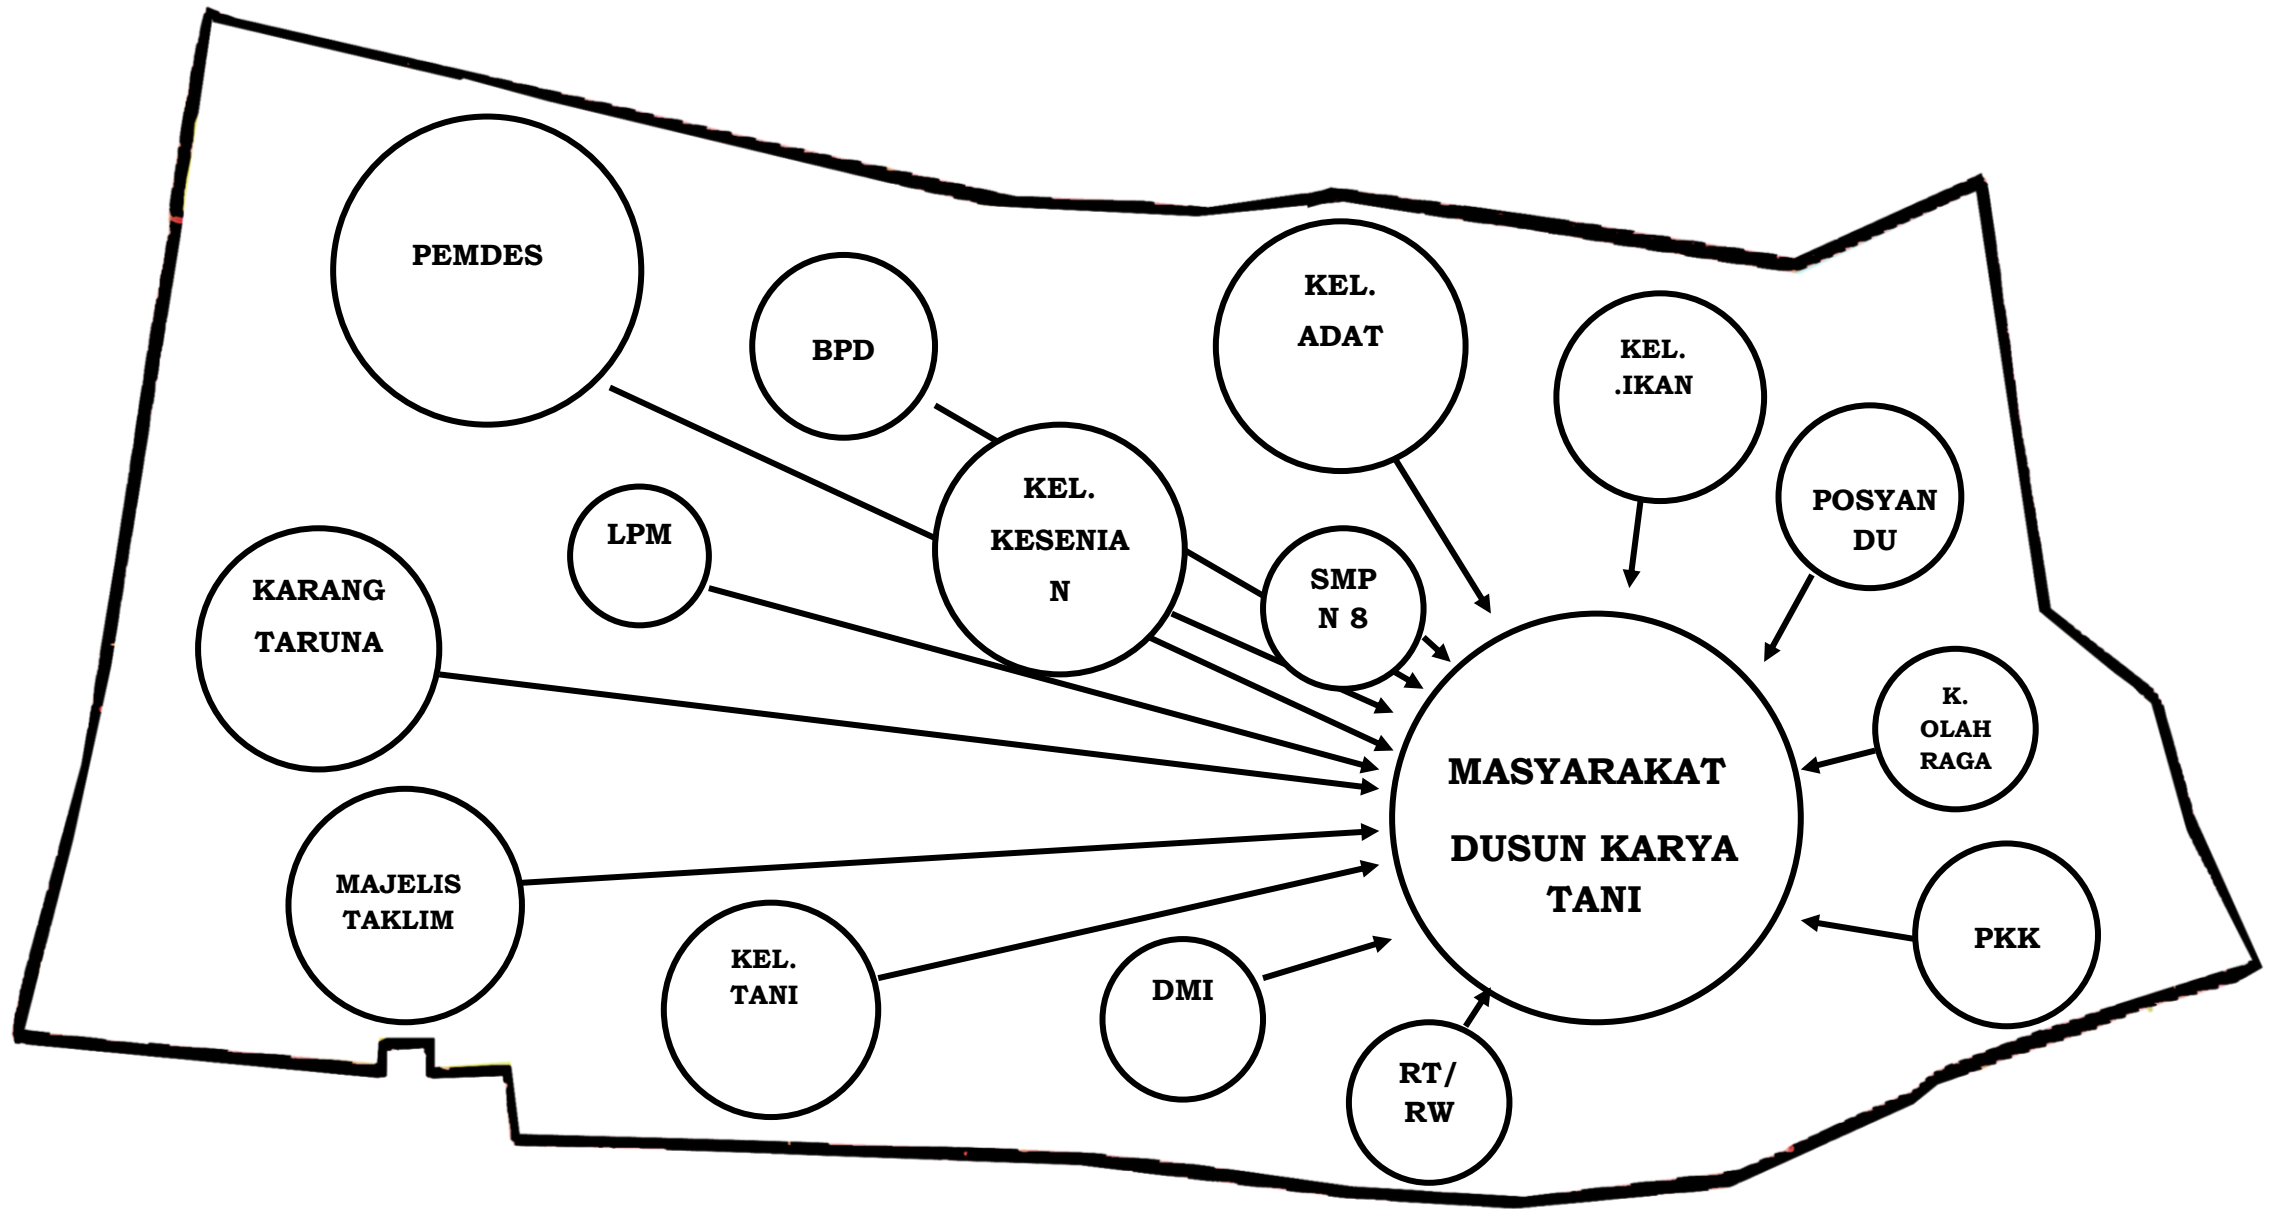 PEMDES
BPD
KEL.
ADAT
KEL.
.IKAN
POSYAN
DU
LPM
KEL.
KESENIA
N
SMP
N 8
KARANG
TARUNA
K.
OLAH
RAGA
MASYARAKAT
DUSUN KARYA
TANI
MAJELIS
TAKLIM
KEL.
TANI
DMI
PKK
RT/
RW